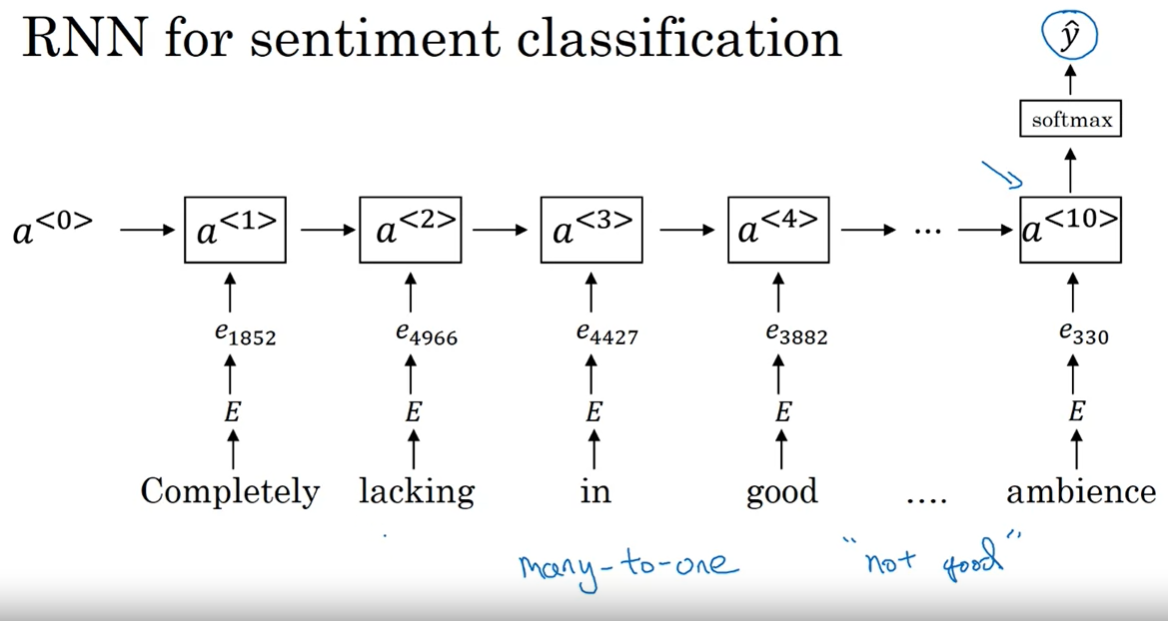 RNN for sentiment classification
ŷ
softmax
a<0> a<1> a<2> a<3> a<4> ... a<10>
e1852 e4966 e4427 e3882 e330
E E E E E
Completely lacking in good .... ambience
many-to-one "not good"